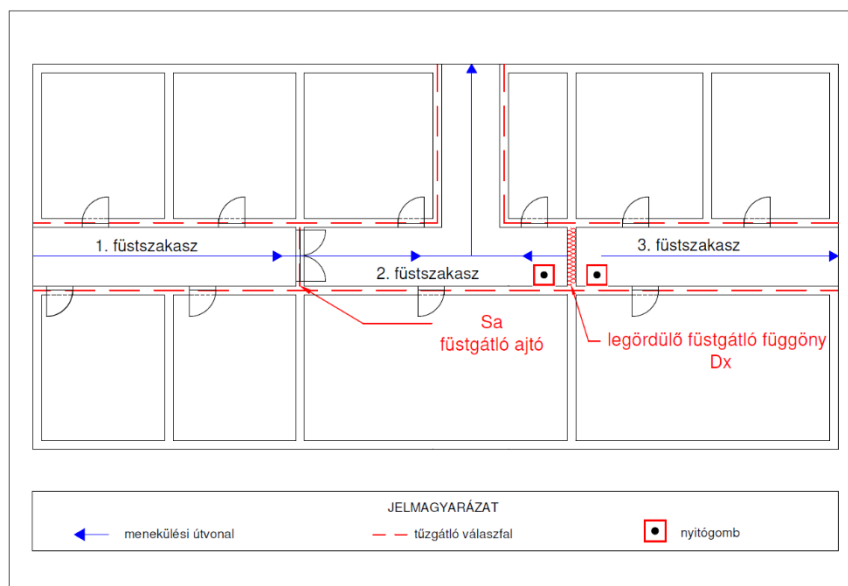 1. füstszakasz
2. füstszakasz
3. füstszakasz
Sa
füstgátló ajtó
legördülő füstgátló függöny
Dx
JELMAGYARÁZAT
menekülési útvonal
tűzgátló válaszfal
nyitógomb